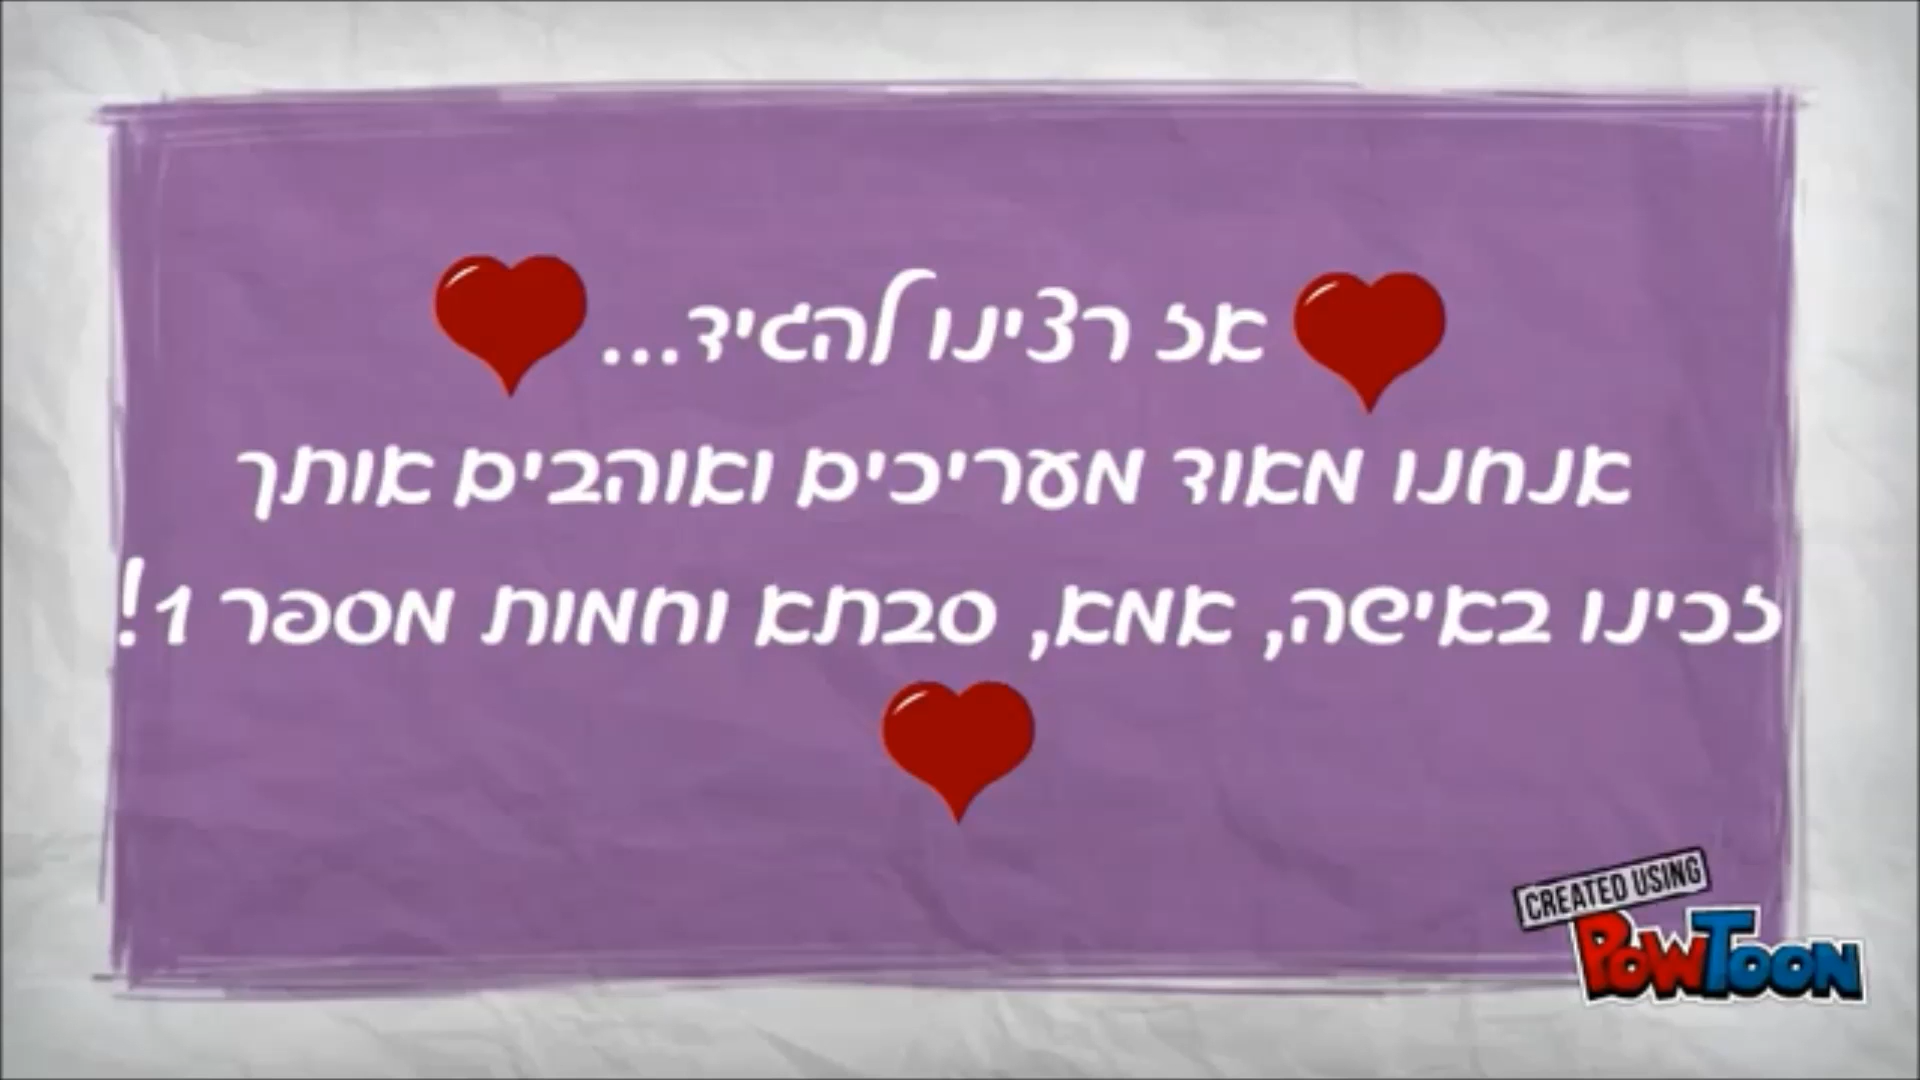 אז רצינו להגיד...
אנחנו מאוד מעריכים ואוהבים אותך
זכינו באישה, אמא, סבתא וחמות מספר 1!
CREATED USING
POWTOON